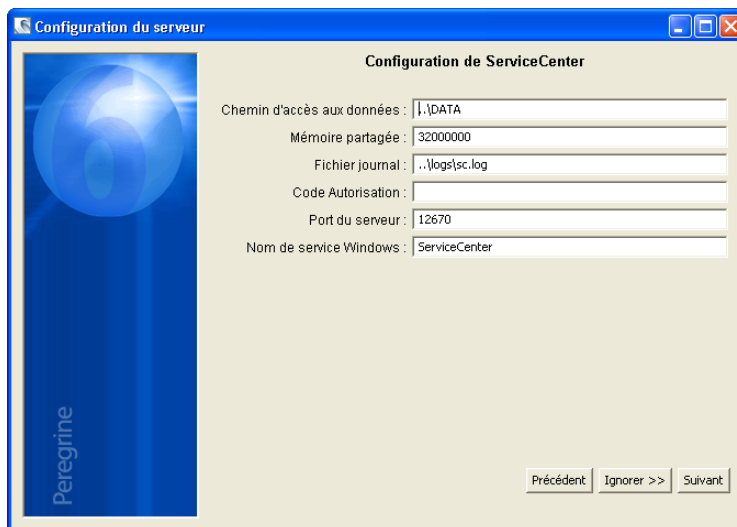 Configuration du serveur
Configuration de ServiceCenter
Chemin d'accès aux données : ..\DATA
Mémoire partagée : 32000000
Fichier journal : ..\logs\sc.log
Code Autorisation :
Port du serveur : 12670
Nom de service Windows : ServiceCenter
6
Peregrine
Précédent Ignorer >> Suivant